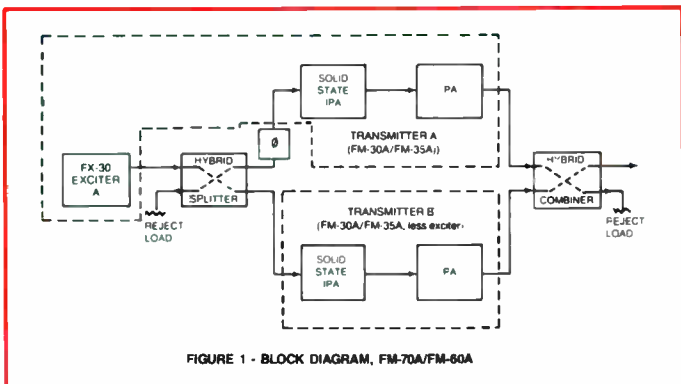 SOLID
STATE
IPA
PA
TRANSMITTER A
(FM-30A/FM-35A)
Ø
FX-30
EXCITER
A
HYBRID
SPLITTER
REJECT
LOAD
HYBRID
COMBINER
REJECT
LOAD
TRANSMITTER B
(FM-30A/FM-35A, less exciter)
SOLID
STATE
IPA
PA
FIGURE 1 - BLOCK DIAGRAM, FM-70A/FM-60A